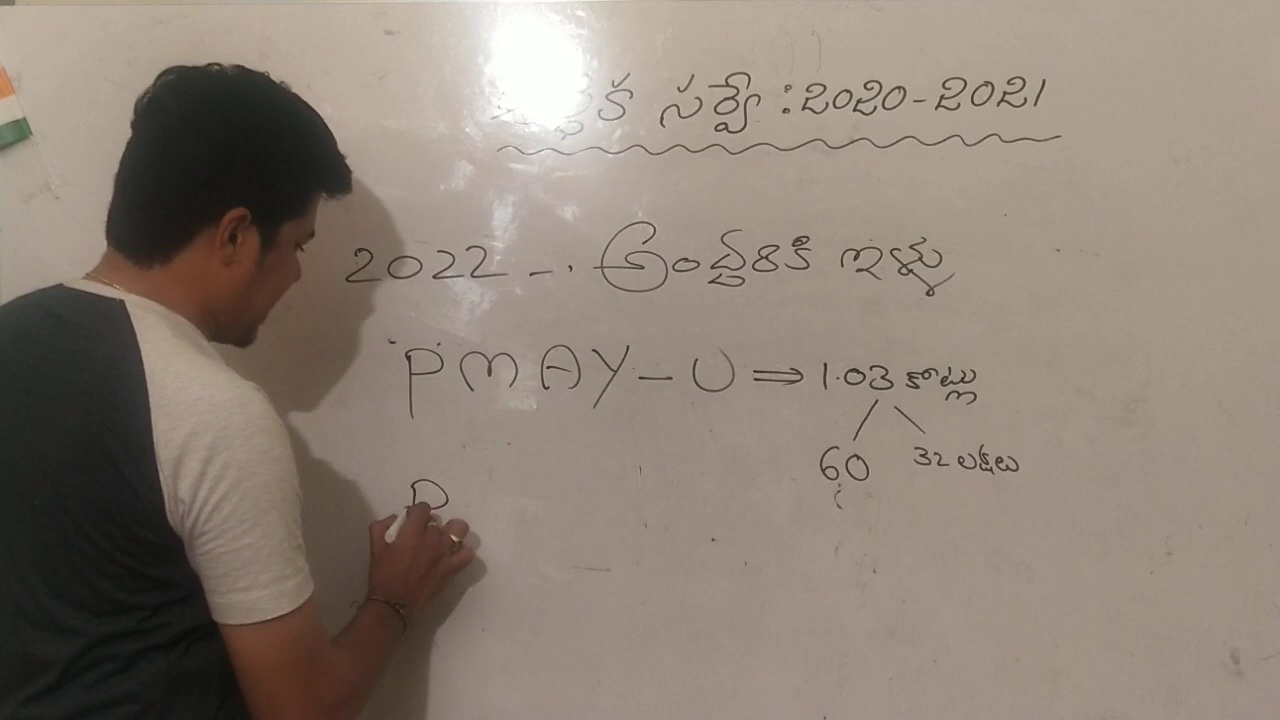 సర్వే : 2020-2021
2022 - . అందరికి ఇళ్ళు
PMAY-U ⇒ 1.03 కోట్లు
60 32 లక్షలు
P